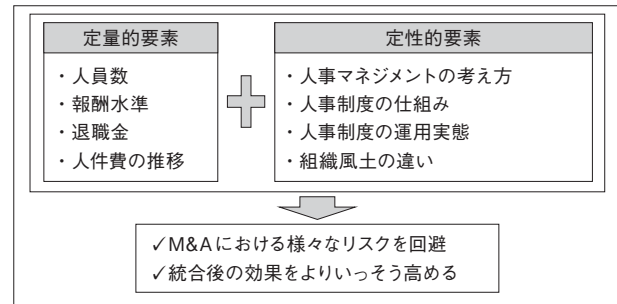 定量的要素
・人員数
・報酬水準
・退職金
・人件費の推移
定性的要素
・人事マネジメントの考え方
・人事制度の仕組み
・人事制度の運用実態
・組織風土の違い
✓M&Aにおける様々なリスクを回避
✓統合後の効果をよりいっそう高める